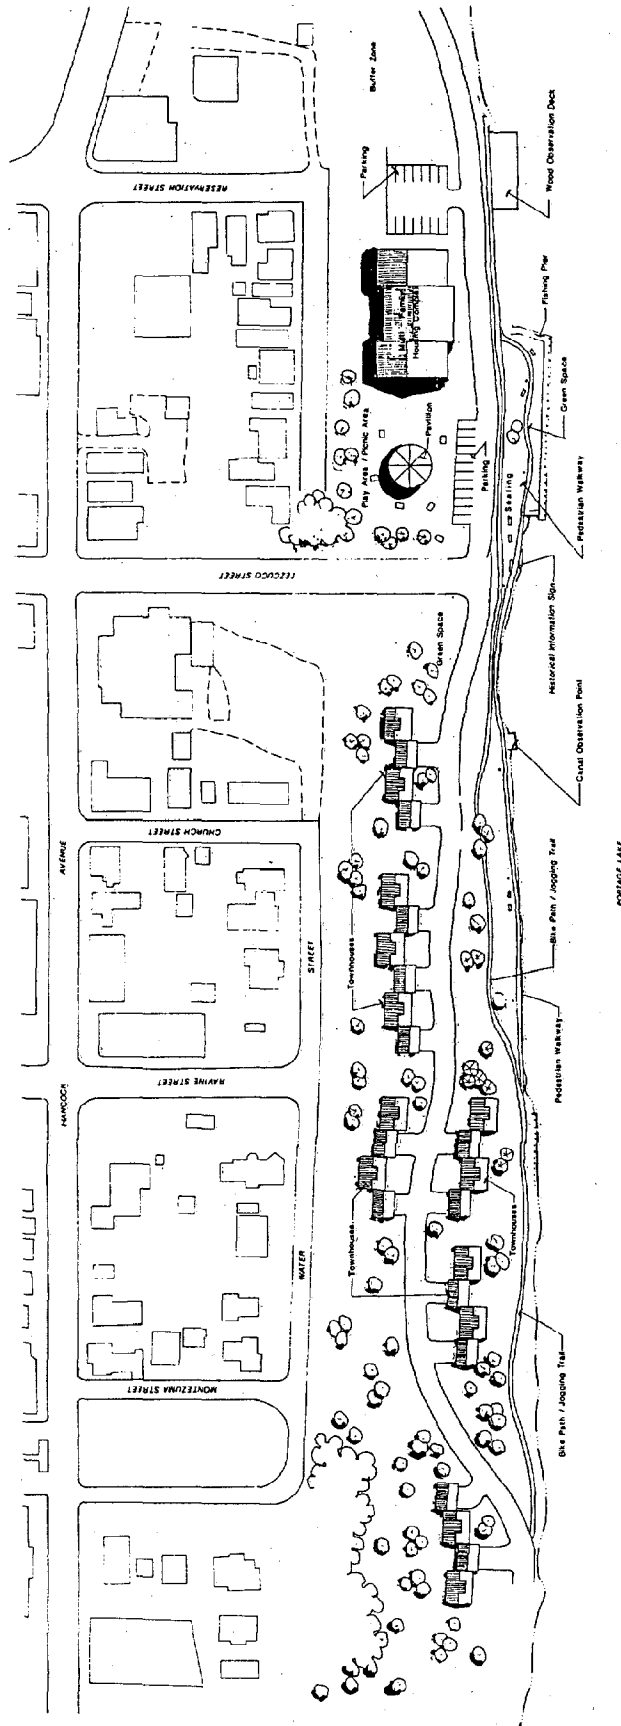 Buffer Zone
Wood Observation Deck
Parking
RESERVATION STREET
Fishing Pier
Multi-Family
Housing Complex
Green Space
Pavilion
Play Area / Picnic Area
Parking
Seating
Pedestrian Walkway
TEZCUCO STREET
Historical Information Sign
Green Space
Canal Observation Point
CHURCH STREET
AVENUE
PORTAGE LAKE
Bike Path / Jogging Trail
STREET
Townhouses
Pedestrian Walkway
RAVINE STREET
HANCOCK
Townhouses
Townhouses
WATER
MONTEZUMA STREET
Bike Path / Jogging Trail